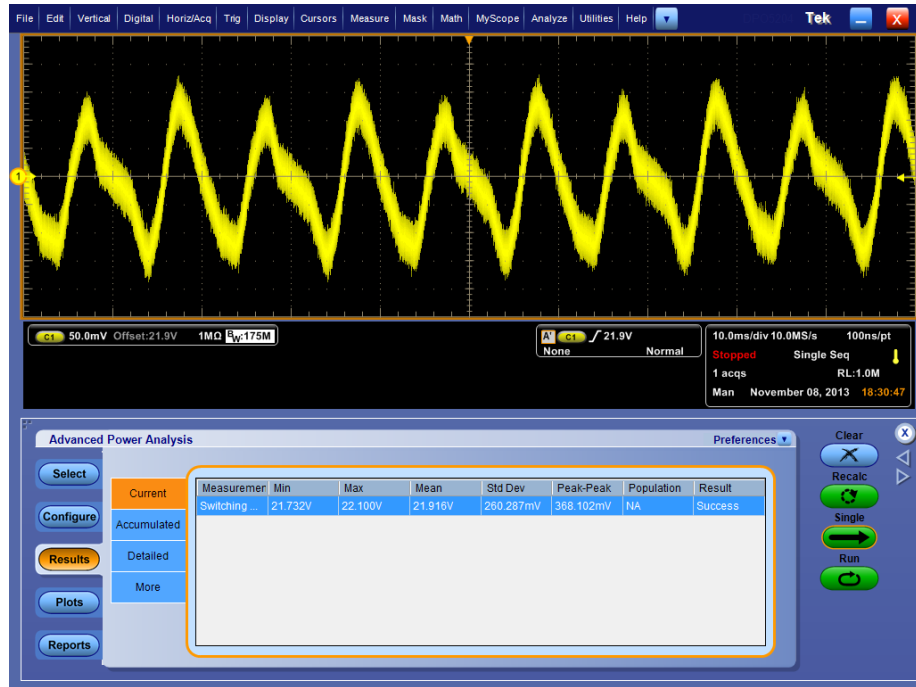 File Edit Vertical Digital Horiz/Acq Trig Display Cursors Measure Mask Math MyScope Analyze Utilities Help Tek X
1
C1 50.0mV Offset:21.9V 1MΩ BW:175M
A' C1 21.9V
None Normal
10.0ms/div 10.0MS/s 100ns/pt
Stopped Single Seq
1 acqs RL:1.0M
Man November 08, 2013 18:30:47
Advanced Power Analysis
Preferences
Clear
X
Select
Configure
Results
Plots
Reports
Current
Accumulated
Detailed
More
Measuremer Min Max Mean Std Dev Peak-Peak Population Result
Switching ... 21.732V 22.100V 21.916V 260.287mV 368.102mV NA Success
Recalc
Single
Run